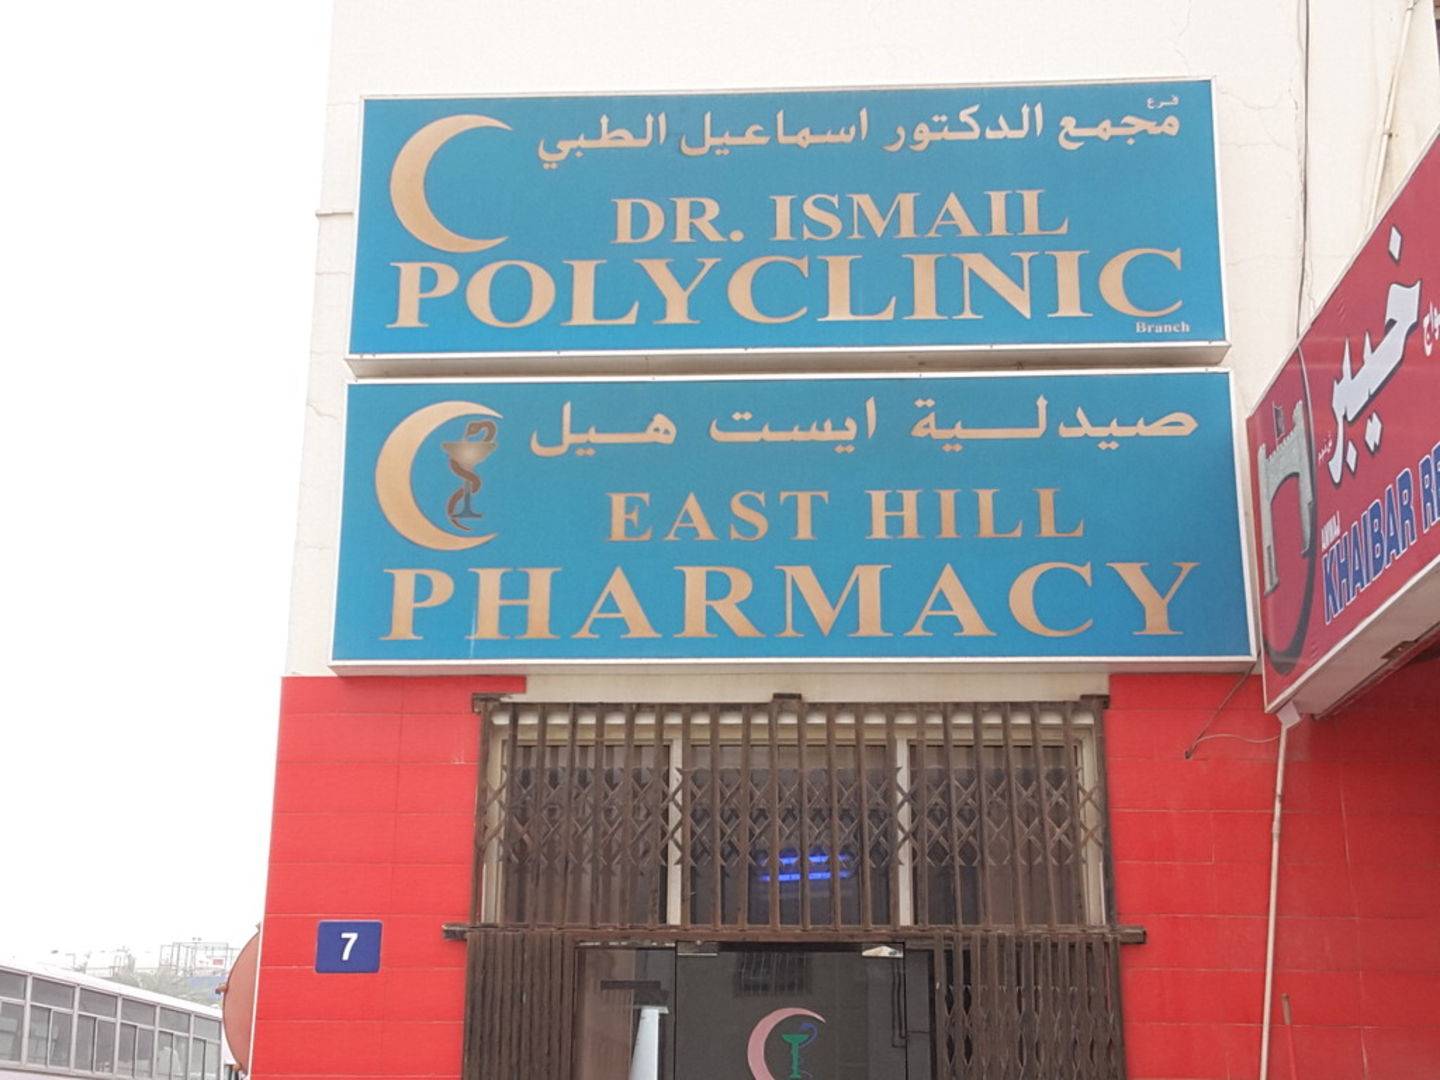 فرع
مجمع الدكتور اسماعيل الطبي
DR. ISMAIL
POLYCLINIC
Branch
صيدلية ايست هيل
EAST HILL
PHARMACY
7
خيبر
KHAIBAR